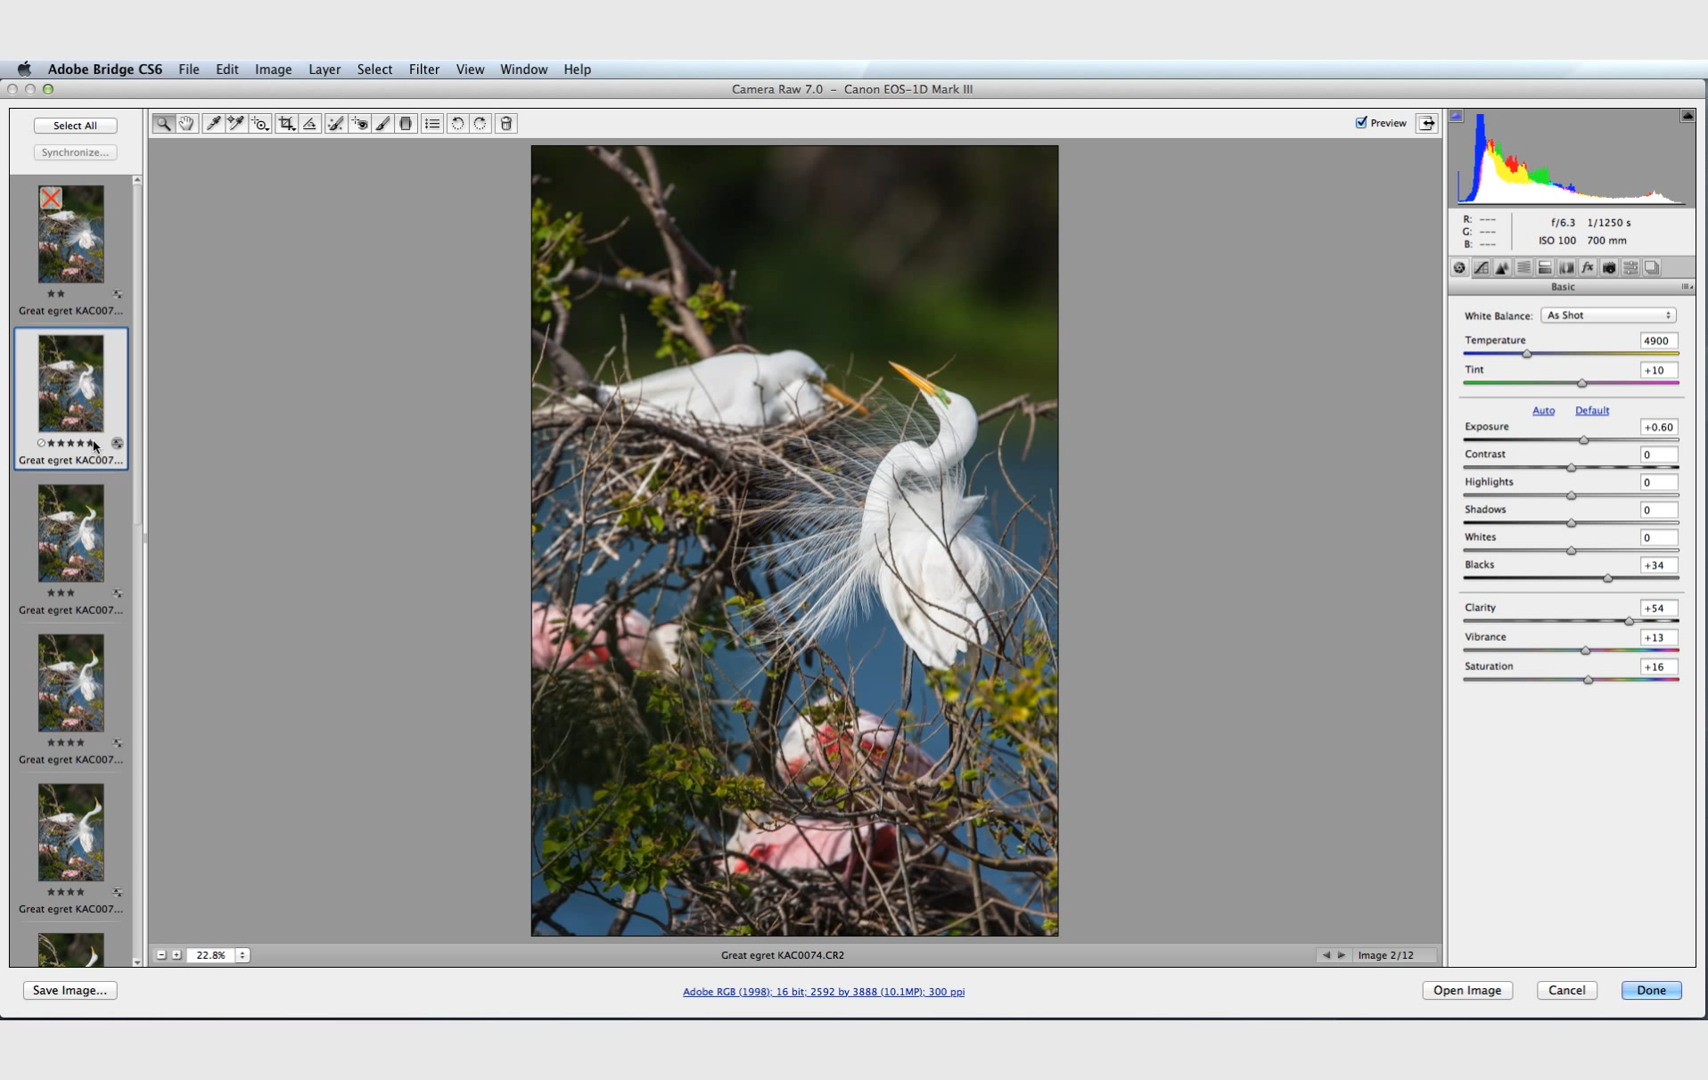 Adobe Bridge CS6 File Edit Image Layer Select Filter View Window Help
Camera Raw 7.0 – Canon EOS-1D Mark III
Select All
Synchronize...
Preview
Great egret KAC007...
Great egret KAC007...
Great egret KAC007...
Great egret KAC007...
Great egret KAC007...
R: ---
G: ---
B: ---
f/6.3 1/1250 s
ISO 100 700 mm
fx
Basic
White Balance: As Shot
Temperature 4900
Tint +10
Auto Default
Exposure +0.60
Contrast 0
Highlights 0
Shadows 0
Whites 0
Blacks +34
Clarity +54
Vibrance +13
Saturation +16
22.8%
Great egret KAC0074.CR2
Image 2/12
Save Image...
Adobe RGB (1998); 16 bit; 2592 by 3888 (10.1MP); 300 ppi
Open Image
Cancel
Done